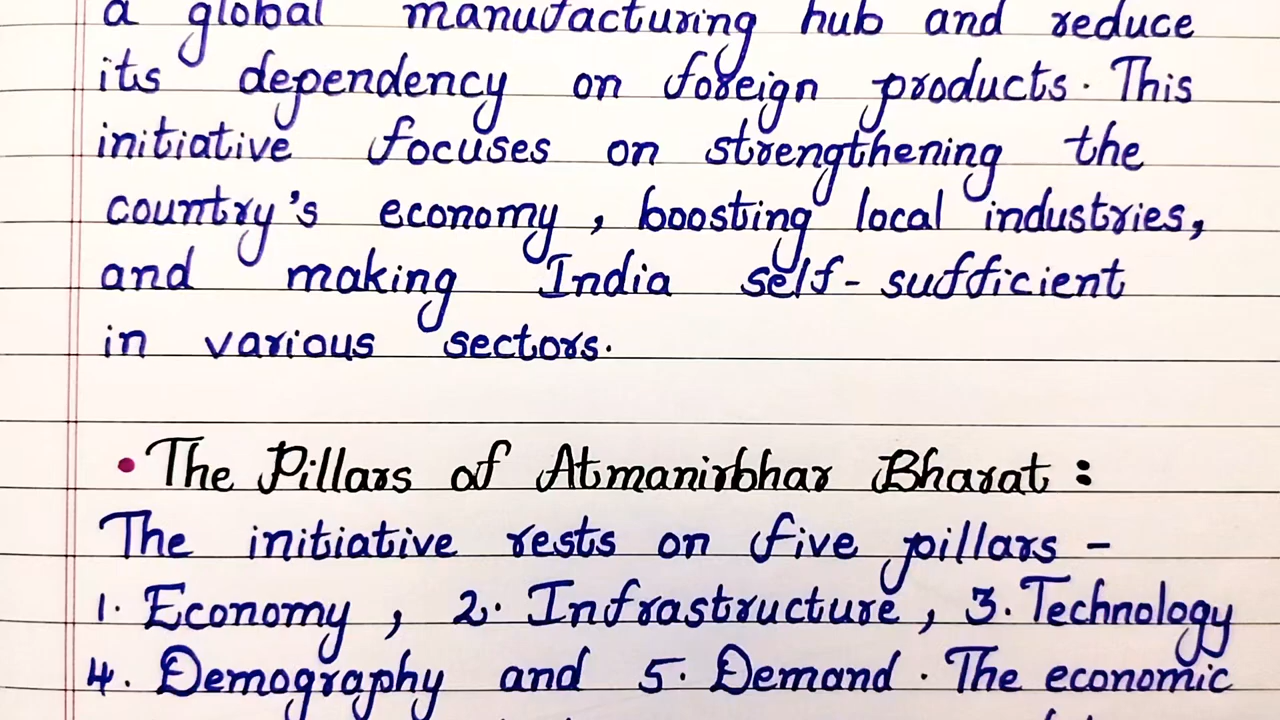 a global manufacturing hub and reduce
its dependency on foreign products. This
initiative focuses on strengthening the
country's economy, boosting local industries,
and making India self-sufficient
in various sectors.
• The Pillars of Atmanirbhar Bharat :
The initiative rests on five pillars -
1. Economy, 2. Infrastructure, 3. Technology
4. Demography and 5. Demand. The economic